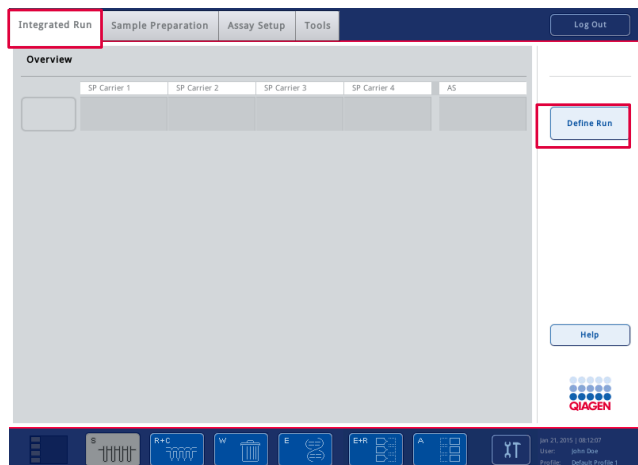 Integrated Run Sample Preparation Assay Setup Tools Log Out
Overview
SP Carrier 1 SP Carrier 2 SP Carrier 3 SP Carrier 4 AS
Define Run
Help
QIAGEN
S R+C W E E+R A
Jan 21, 2015 | 08:12:07
User: John Doe
Profile: Default Profile 1